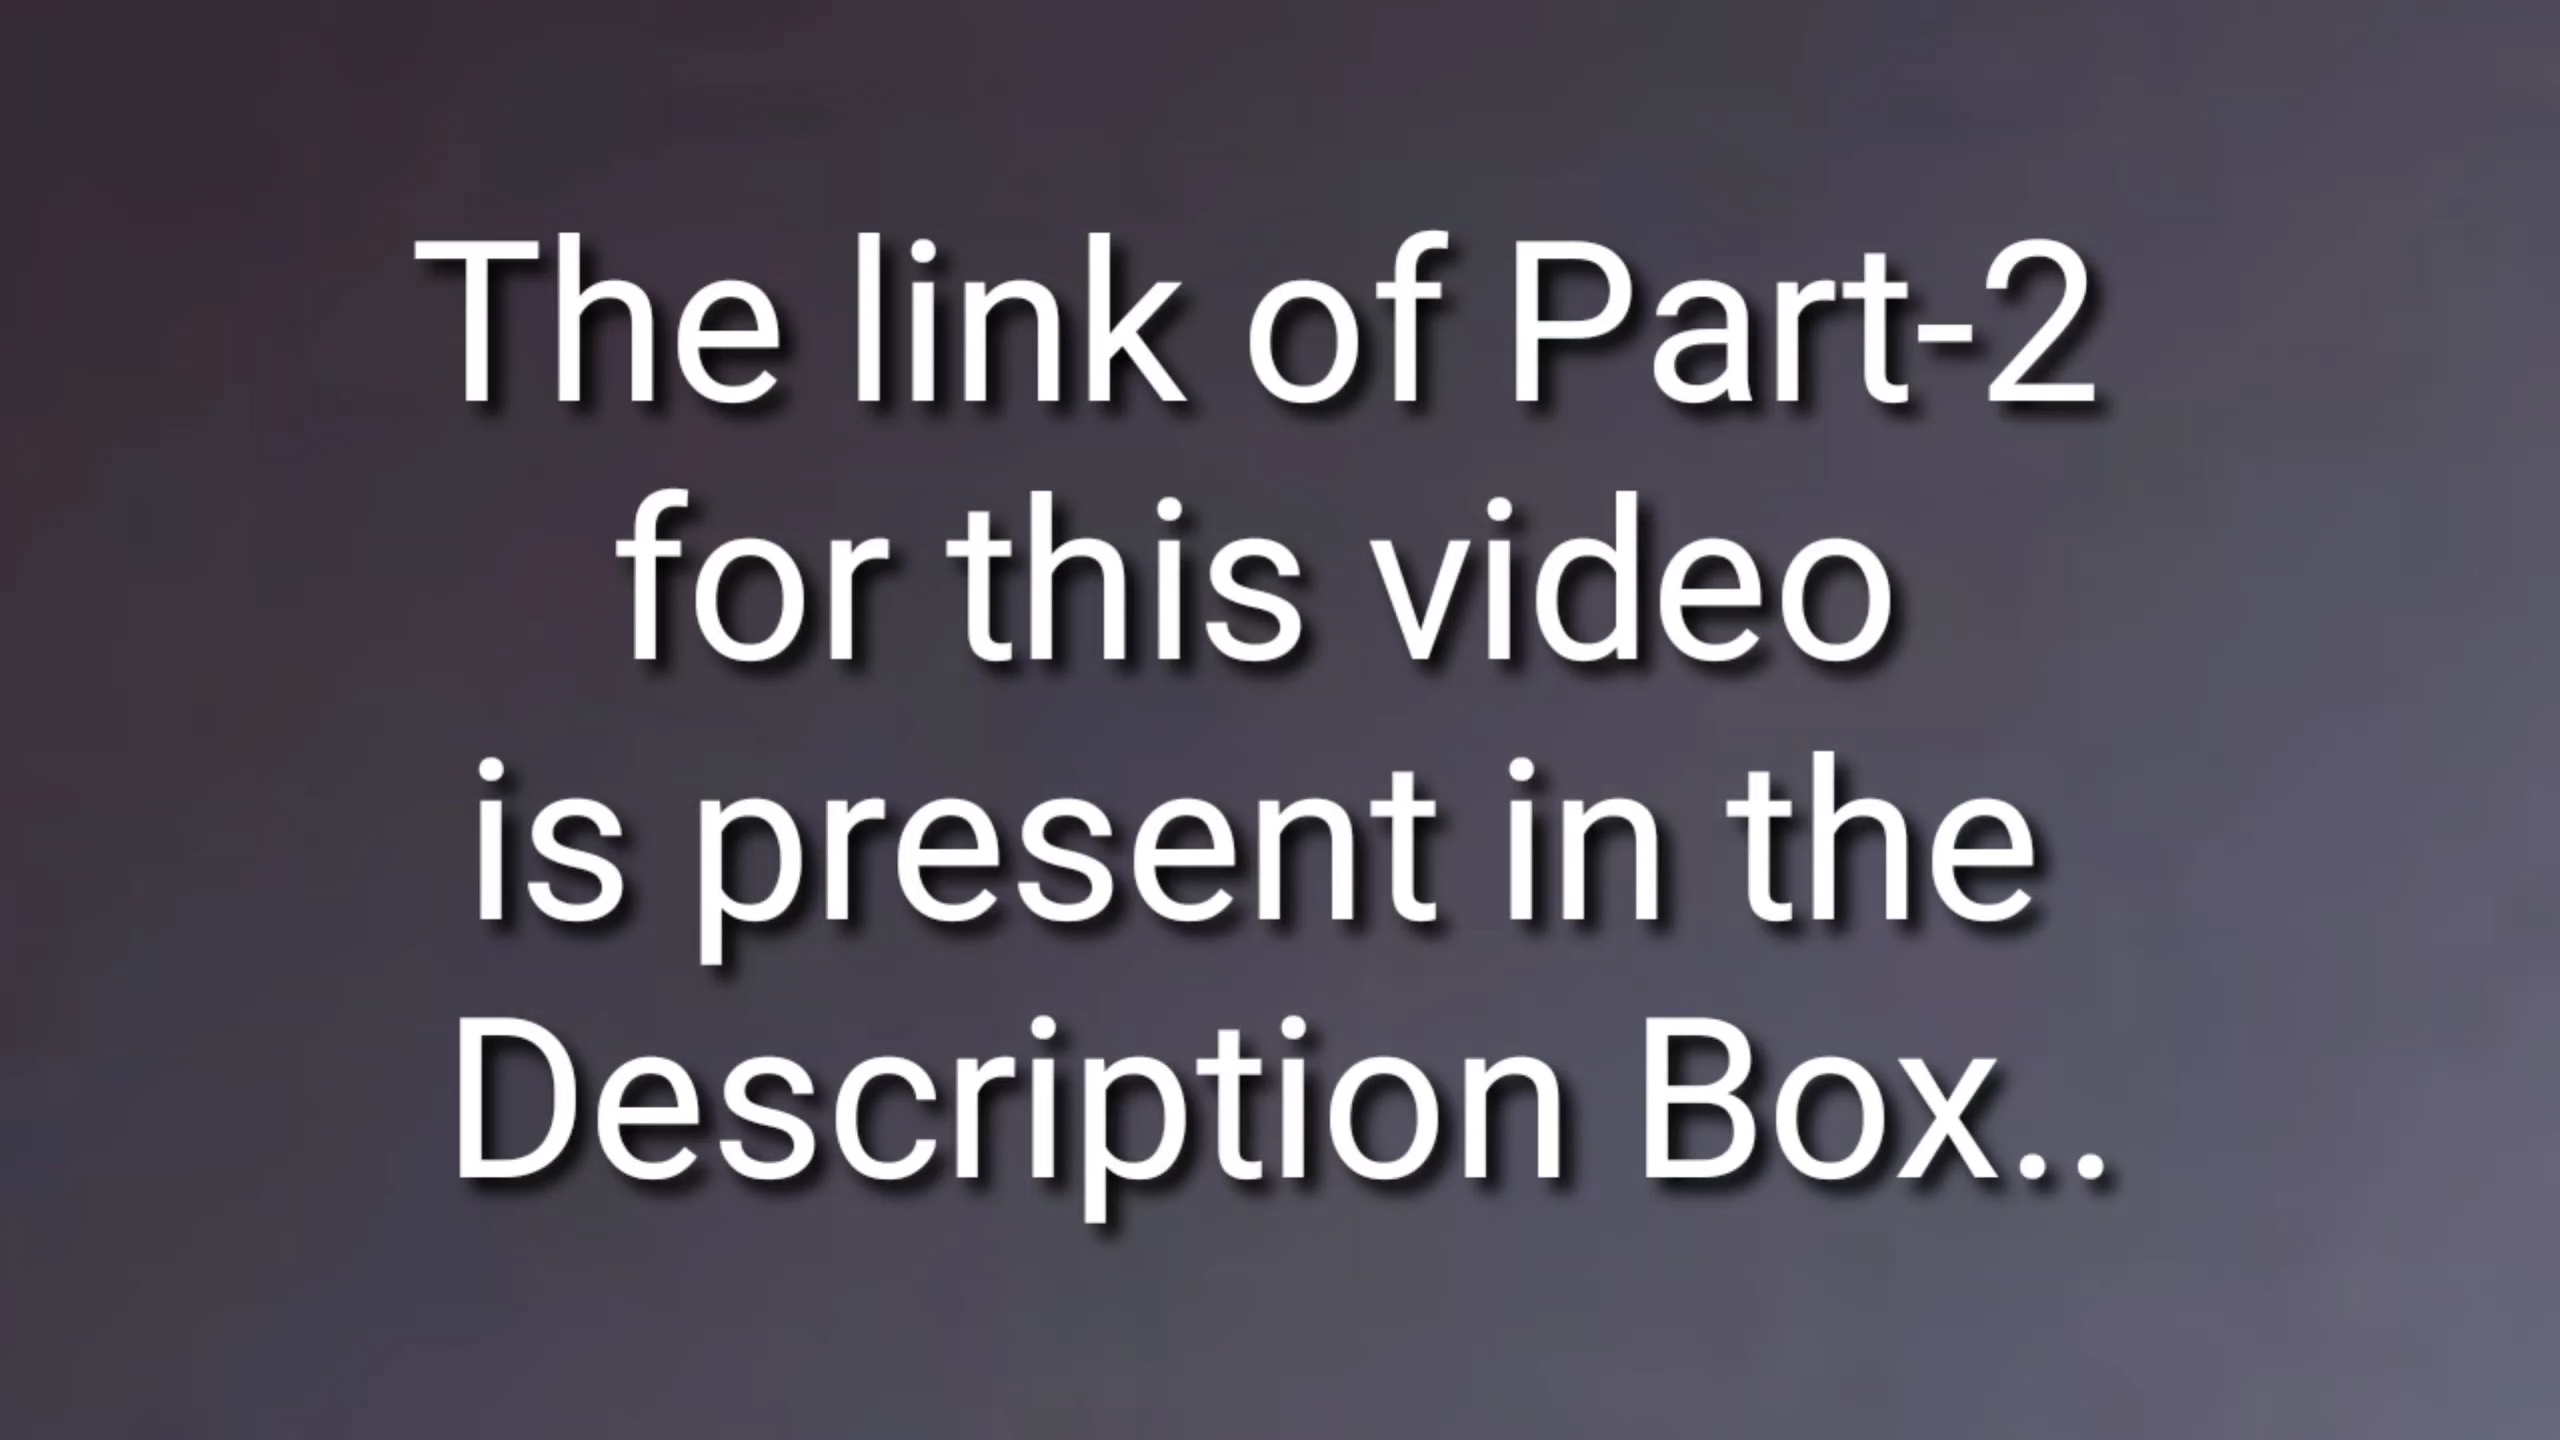 The link of Part-2
for this video
is present in the
Description Box..